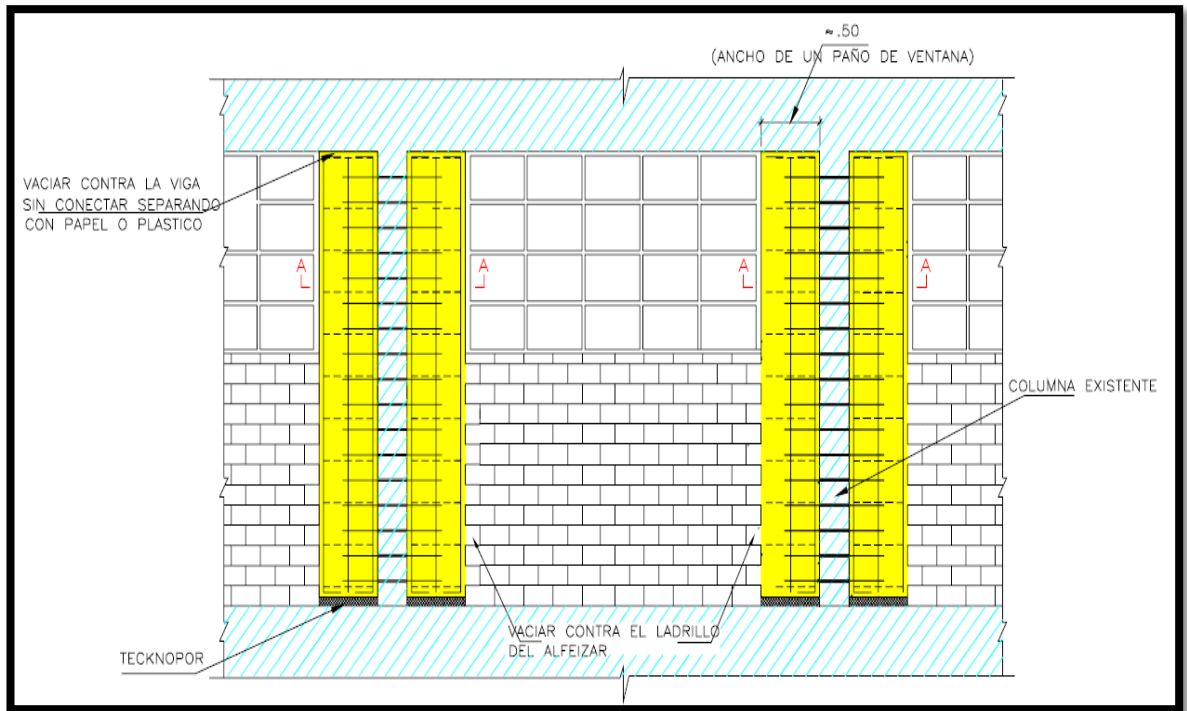 ≈.50
(ANCHO DE UN PAÑO DE VENTANA)
VACIAR CONTRA LA VIGA
SIN CONECTAR SEPARANDO
CON PAPEL O PLASTICO
A
A
A
A
COLUMNA EXISTENTE
VACIAR CONTRA EL LADRILLO
DEL ALFEIZAR
TECKNOPOR